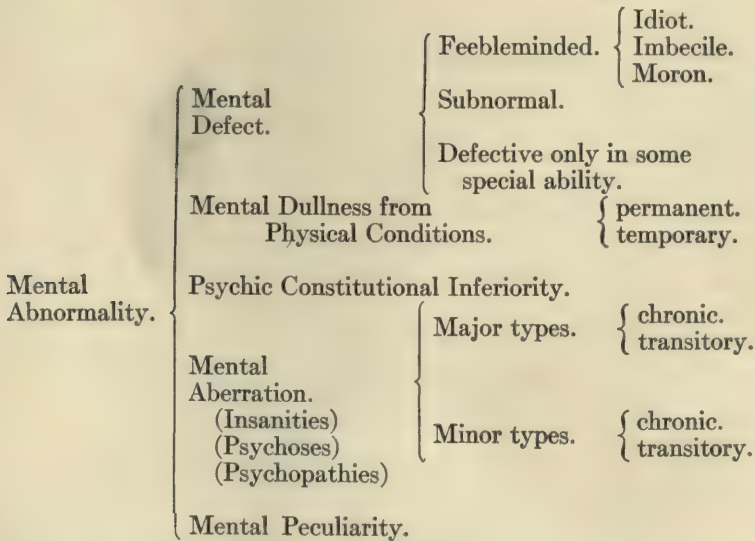 Mental
Abnormality.
Mental
Defect.
Feebleminded.
Idiot.
Imbecile.
Moron.
Subnormal.
Defective only in some
special ability.
Mental Dullness from
Physical Conditions.
permanent.
temporary.
Psychic Constitutional Inferiority.
Mental
Aberration.
(Insanities)
(Psychoses)
(Psychopathies)
Major types.
chronic.
transitory.
Minor types.
chronic.
transitory.
Mental Peculiarity.